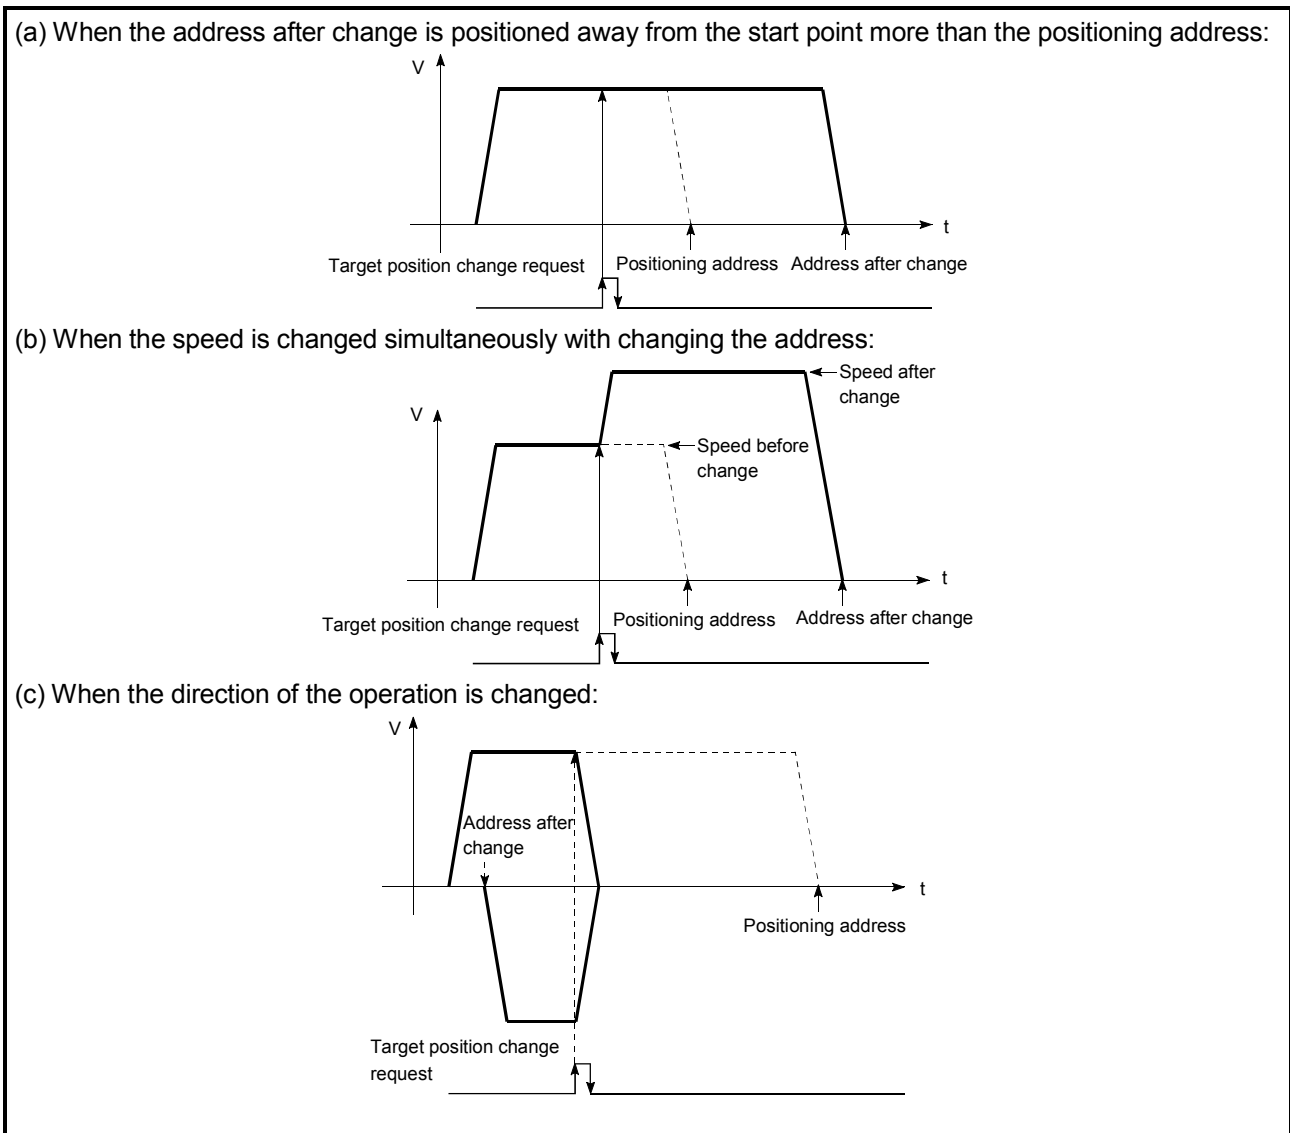 (a) When the address after change is positioned away from the start point more than the positioning address:
V
t
Target position change request
Positioning address
Address after change
(b) When the speed is changed simultaneously with changing the address:
Speed after
change
V
Speed before
change
t
Target position change request
Positioning address
Address after change
(c) When the direction of the operation is changed:
V
Address after
change
t
Positioning address
Target position change
request